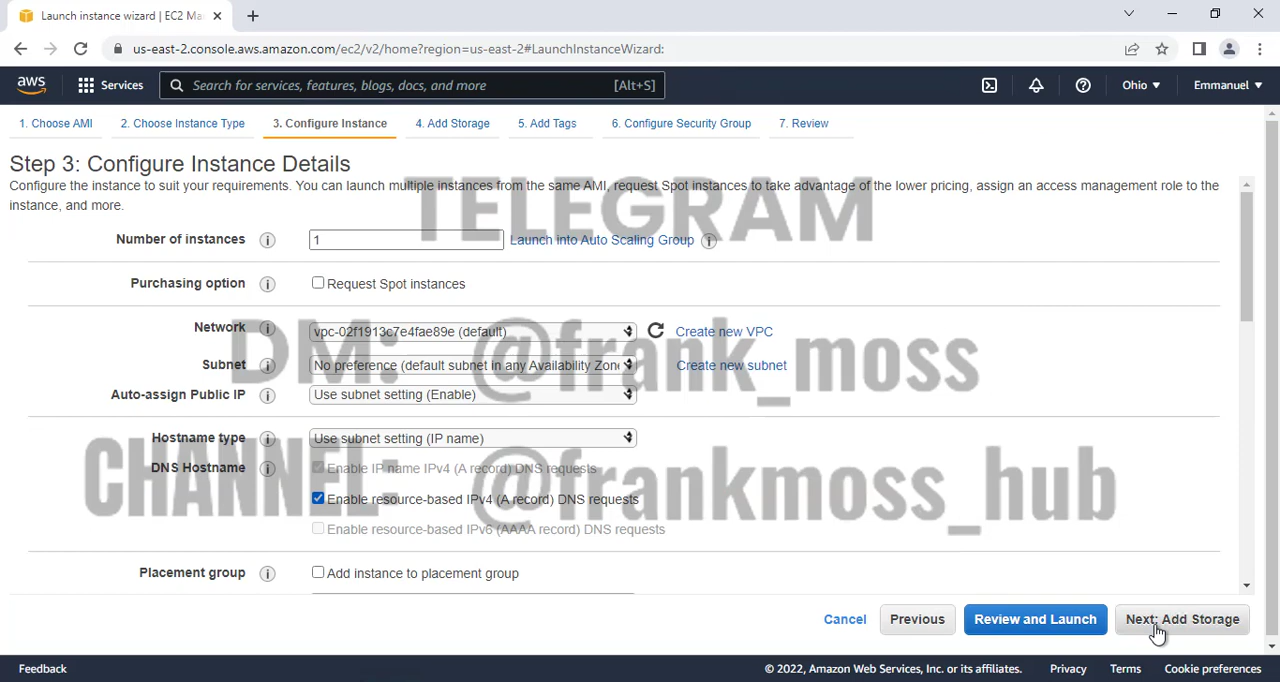 Launch instance wizard | EC2 Ma
us-east-2.console.aws.amazon.com/ec2/v2/home?region=us-east-2#LaunchInstanceWizard:
aws Services Search for services, features, blogs, docs, and more [Alt+S] Ohio Emmanuel
1. Choose AMI 2. Choose Instance Type 3. Configure Instance 4. Add Storage 5. Add Tags 6. Configure Security Group 7. Review
Step 3: Configure Instance Details
Configure the instance to suit your requirements. You can launch multiple instances from the same AMI, request Spot instances to take advantage of the lower pricing, assign an access management role to the
instance, and more.
TELEGRAM
Number of instances 1 Launch into Auto Scaling Group
Purchasing option Request Spot instances
Network vpc-02f1913c7e4fae89e (default) Create new VPC
DM: @frank_moss
Subnet No preference (default subnet in any Availability Zone Create new subnet
Auto-assign Public IP Use subnet setting (Enable)
Hostname type Use subnet setting (IP name)
DNS Hostname Enable IP name IPv4 (A record) DNS requests
CHANNEL: @frankmoss_hub
Enable resource-based IPv4 (A record) DNS requests
Enable resource-based IPv6 (AAAA record) DNS requests
Placement group Add instance to placement group
Cancel Previous Review and Launch Next: Add Storage
Feedback © 2022, Amazon Web Services, Inc. or its affiliates. Privacy Terms Cookie preferences